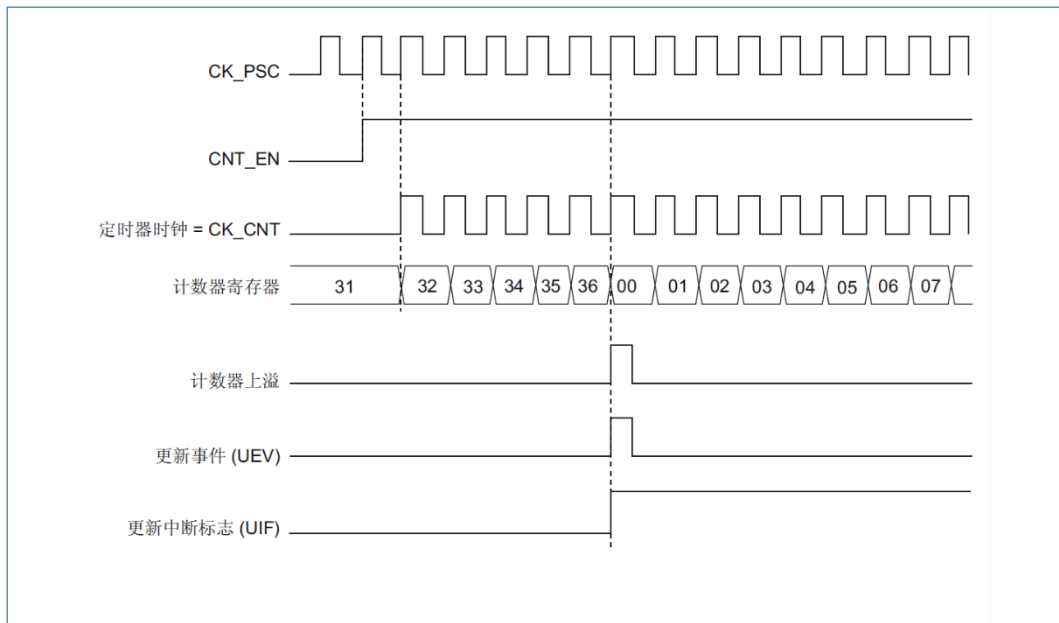 CK_PSC
CNT_EN
定时器时钟 = CK_CNT
计数器寄存器 31 32 33 34 35 36 00 01 02 03 04 05 06 07
计数器上溢
更新事件 (UEV)
更新中断标志 (UIF)